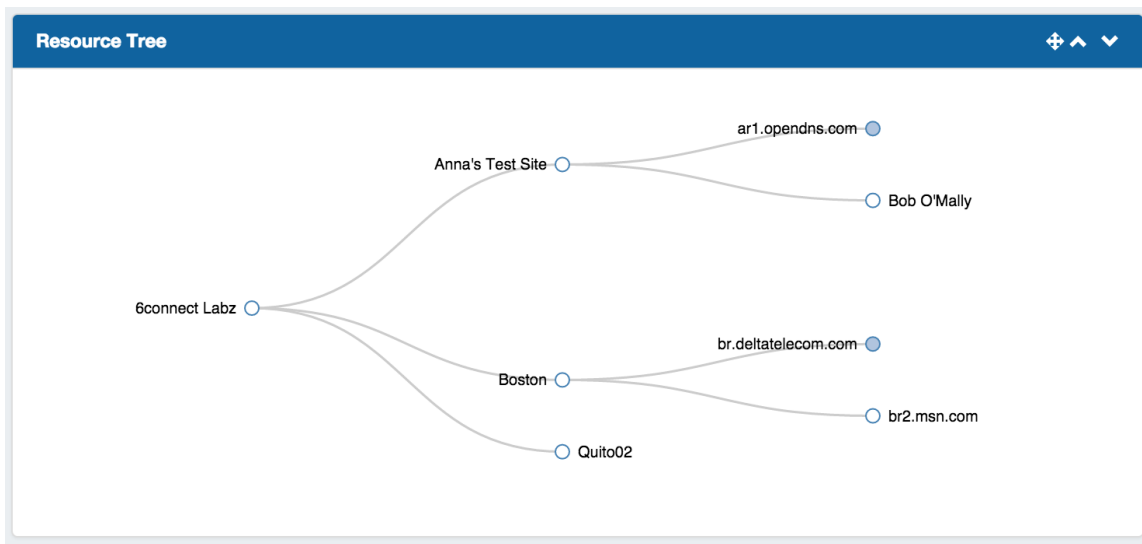 Resource Tree
ar1.opendns.com
Anna's Test Site
Bob O'Mally
6connect Labz
br.deltatelecom.com
Boston
br2.msn.com
Quito02